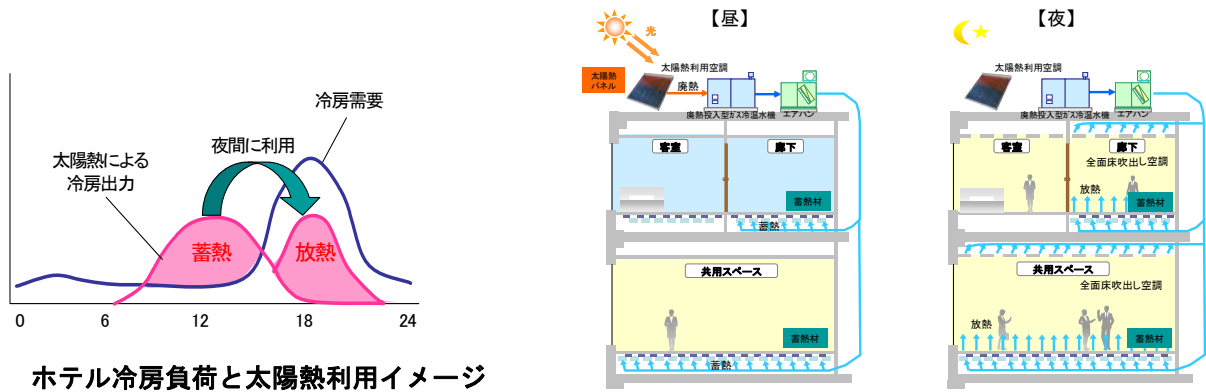 冷房需要
夜間に利用
太陽熱による
冷房出力
蓄熱
放熱
0
6
12
18
24
ホテル冷房負荷と太陽熱利用イメージ
【昼】
光
太陽熱
パネル
太陽熱利用空調
廃熱
廃熱投入型ガス冷温水機
エアハン
客室
廊下
蓄熱材
蓄熱
共用スペース
蓄熱材
蓄熱
【夜】
太陽熱利用空調
廃熱投入型ガス冷温水機
エアハン
客室
廊下
全面床吹出し空調
放熱
蓄熱材
共用スペース
全面床吹出し空調
放熱
蓄熱材